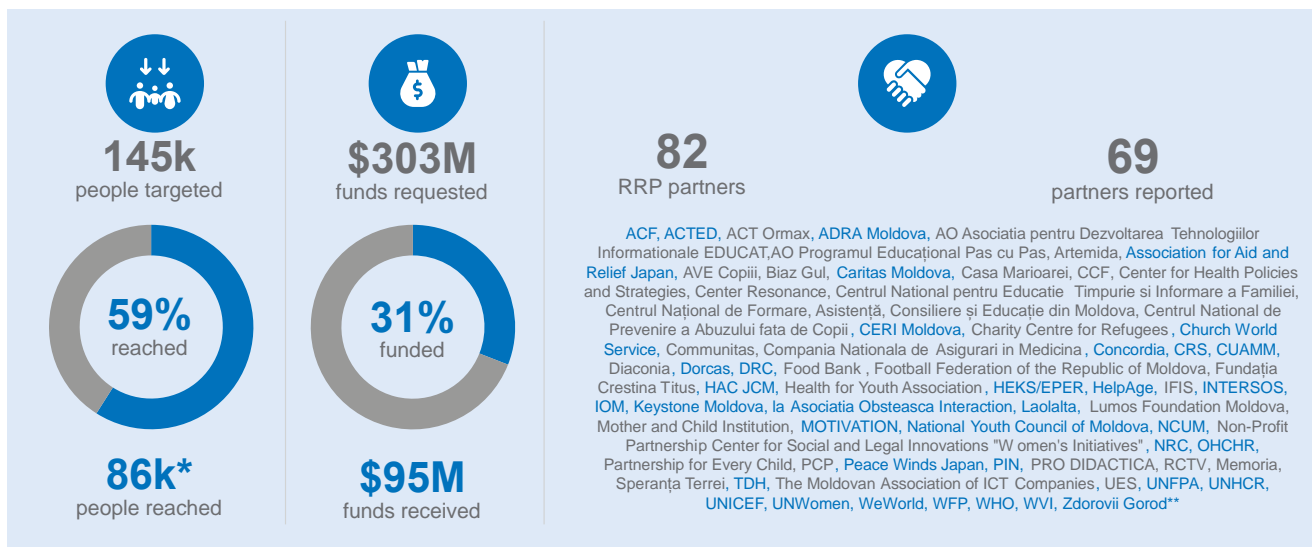 145k
people targeted
59%
reached
86k*
people reached
$
$303M
funds requested
31%
funded
$95M
funds received
82
RRP partners
69
partners reported
ACF, ACTED, ACT Ormax, ADRA Moldova, AO Asociatia pentru Dezvoltarea Tehnologiilor
Informationale EDUCAT,AO Programul Educațional Pas cu Pas, Artemida, Association for Aid and
Relief Japan, AVE Copiii, Biaz Gul, Caritas Moldova, Casa Marioarei, CCF, Center for Health Policies
and Strategies, Center Resonance, Centrul National pentru Educatie Timpurie si Informare a Familiei,
Centrul Național de Formare, Asistență, Consiliere și Educație din Moldova, Centrul National de
Prevenire a Abuzului fata de Copii, CERI Moldova, Charity Centre for Refugees, Church World
Service, Communitas, Compania Nationala de Asigurari in Medicina, Concordia, CRS, CUAMM,
Diaconia, Dorcas, DRC, Food Bank, Football Federation of the Republic of Moldova, Fundația
Crestina Titus, HAC JCM, Health for Youth Association, HEKS/EPER, HelpAge, IFIS, INTERSOS,
IOM, Keystone Moldova, la Asociatia Obsteasca Interaction, Laolalta, Lumos Foundation Moldova,
Mother and Child Institution, MOTIVATION, National Youth Council of Moldova, NCUM, Non-Profit
Partnership Center for Social and Legal Innovations "Women's Initiatives", NRC, OHCHR,
Partnership for Every Child, PCP, Peace Winds Japan, PIN, PRO DIDACTICA, RCTV, Memoria,
Speranța Terrei, TDH, The Moldovan Association of ICT Companies, UES, UNFPA, UNHCR,
UNICEF, UNWomen, WeWorld, WFP, WHO, WVI, Zdorovii Gorod**